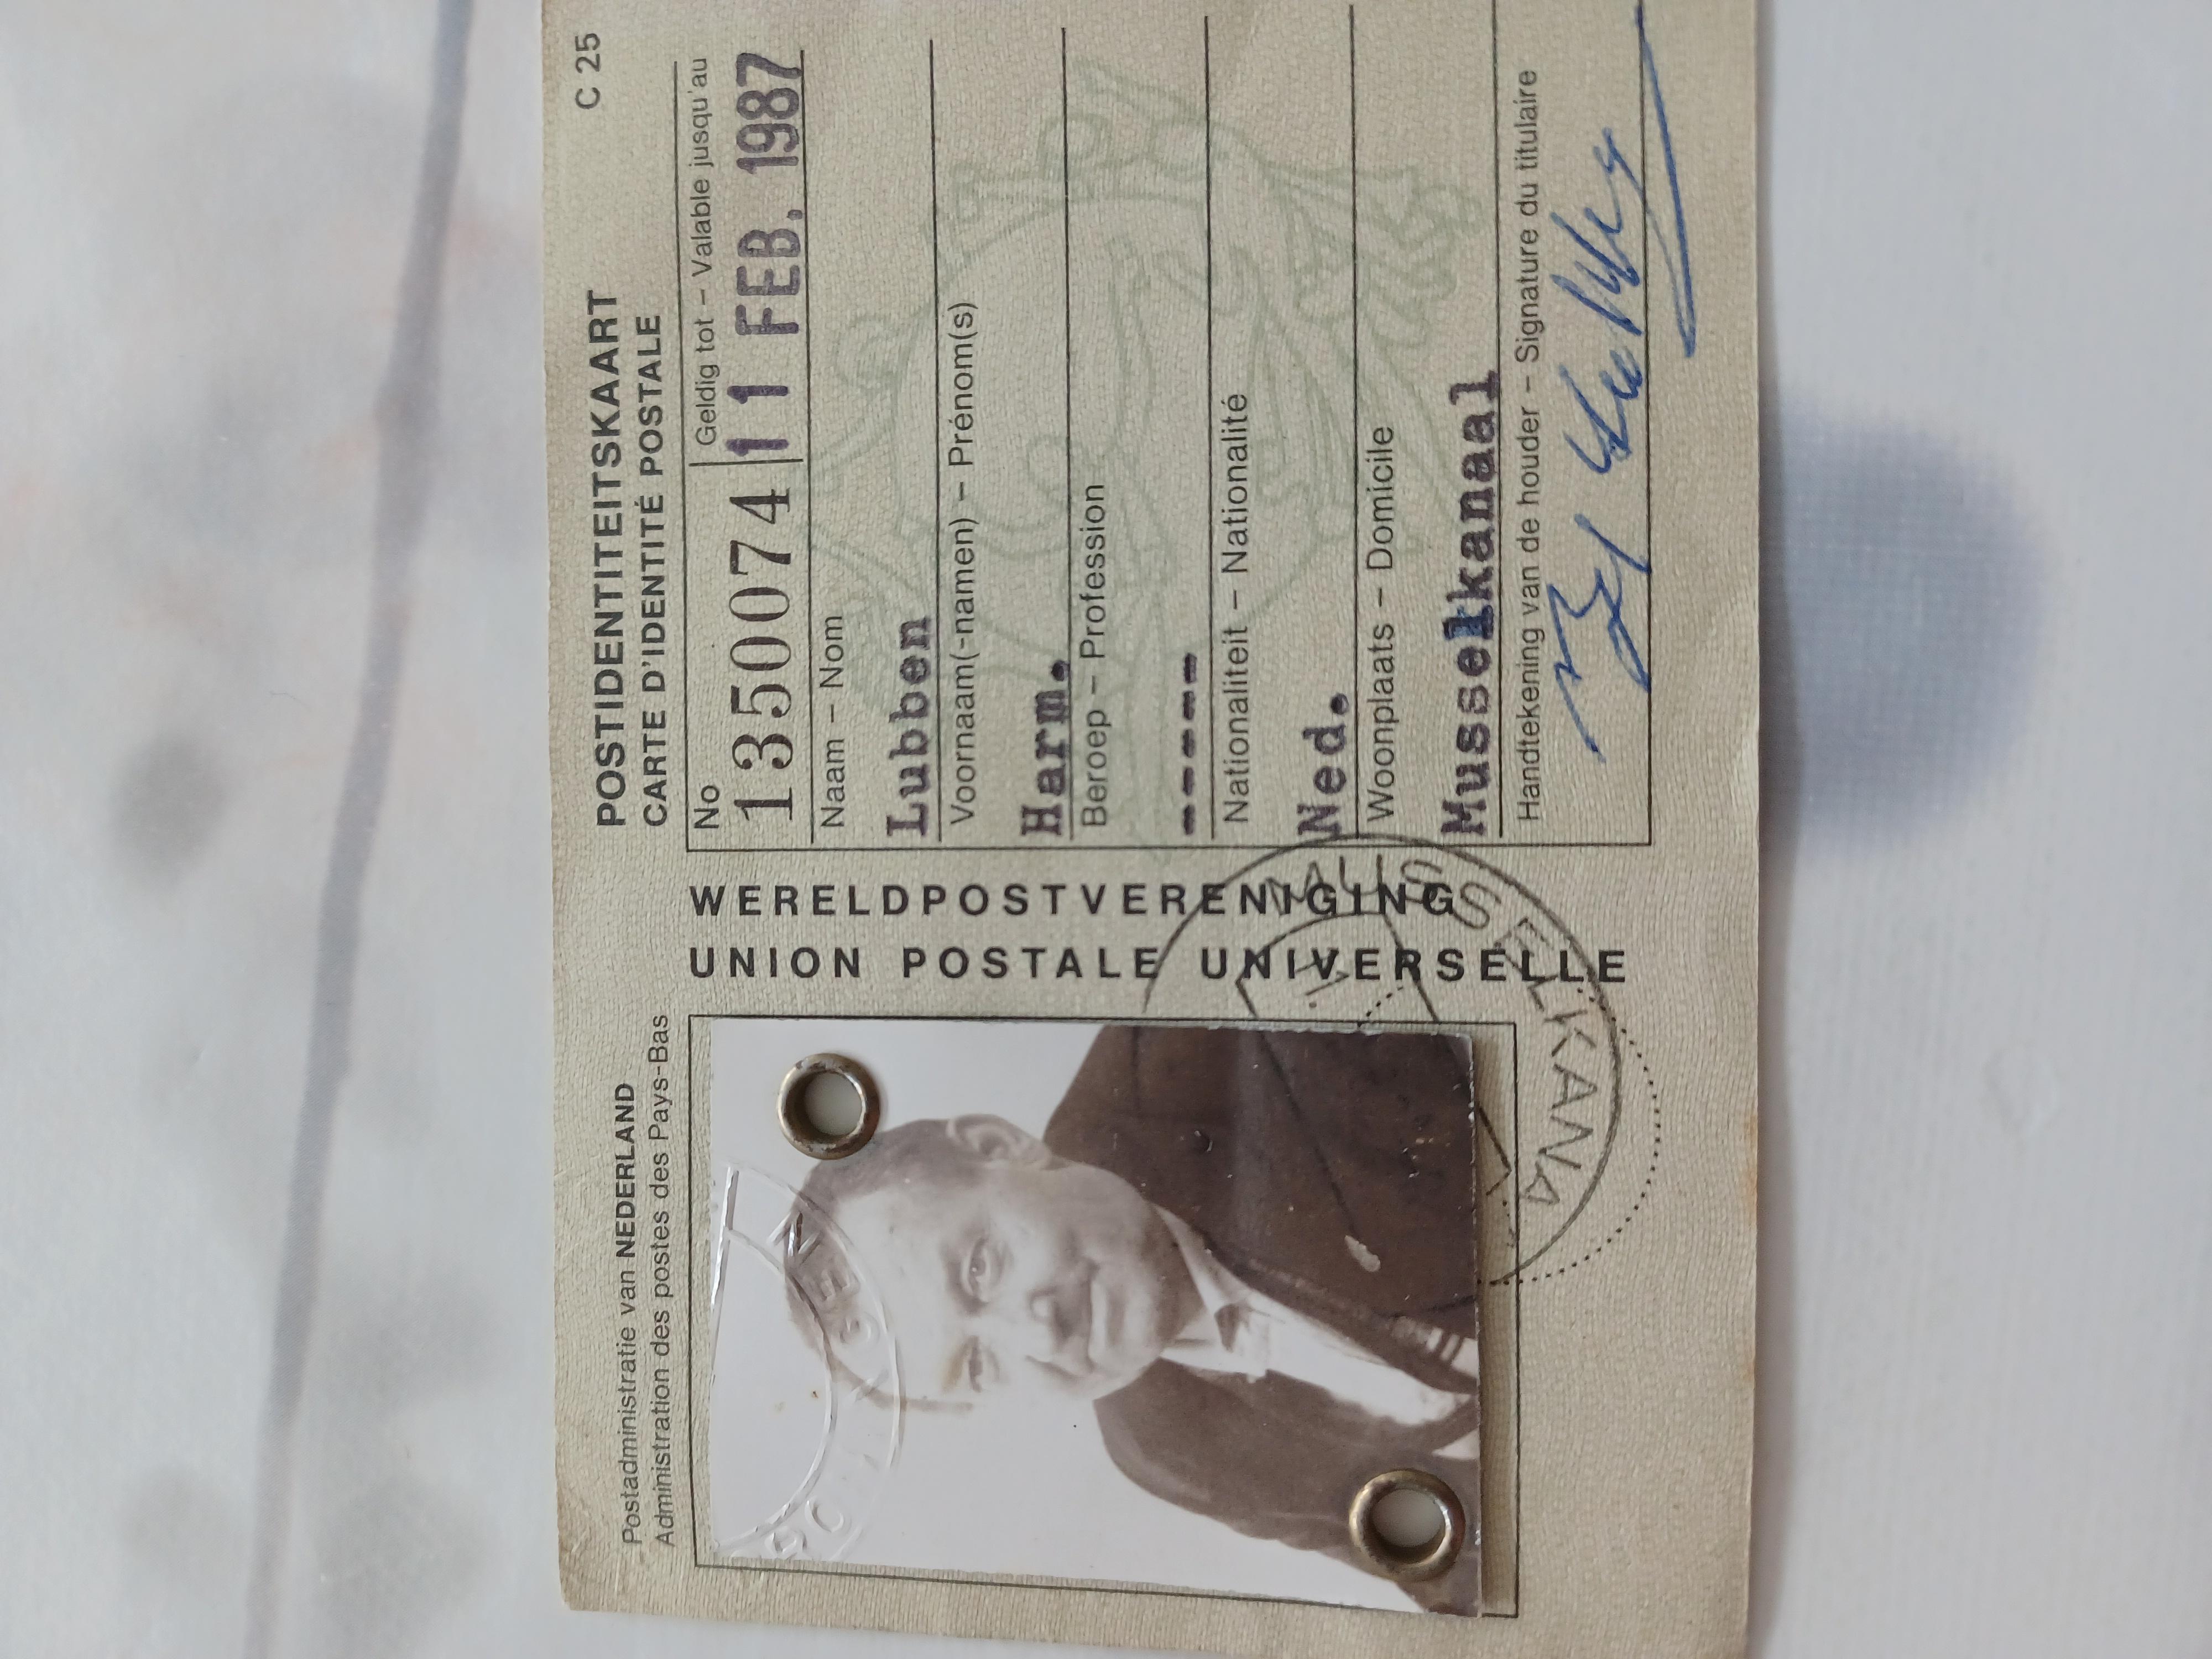 C 25
POSTIDENTITEITSKAART
CARTE D'IDENTITÉ POSTALE
Postadministratie van NEDERLAND
Administration des postes des Pays-Bas
WERELDPOSTVERENIGING
UNION POSTALE UNIVERSELLE
No
1350074
Geldig tot – Valable jusqu'au
11 FEB. 1987
Naam – Nom
Lubben
Voornaam(-namen) – Prénom(s)
Harm.
Beroep – Profession
------
Nationaliteit – Nationalité
Ned.
Woonplaats – Domicile
Musselkanaal
Handtekening van de houder – Signature du titulaire
MUSSELKANA